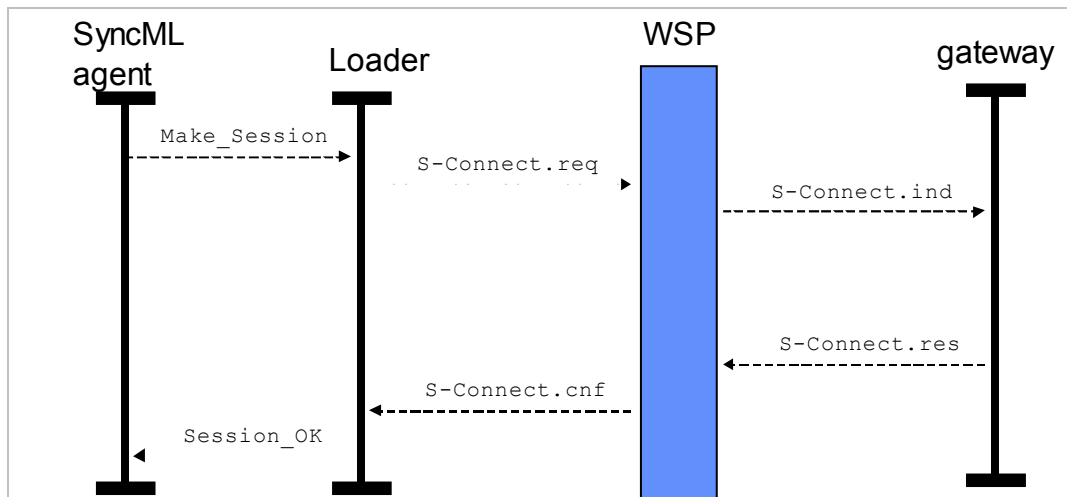 SyncML
agent
Loader
WSP
gateway
Make_Session
S-Connect.req
S-Connect.ind
S-Connect.res
S-Connect.cnf
Session_OK